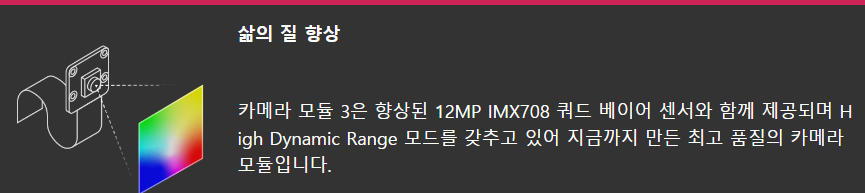 삶의 질 향상
카메라 모듈 3은 향상된 12MP IMX708 쿼드 베이어 센서와 함께 제공되며 H
igh Dynamic Range 모드를 갖추고 있어 지금까지 만든 최고 품질의 카메라
모듈입니다.